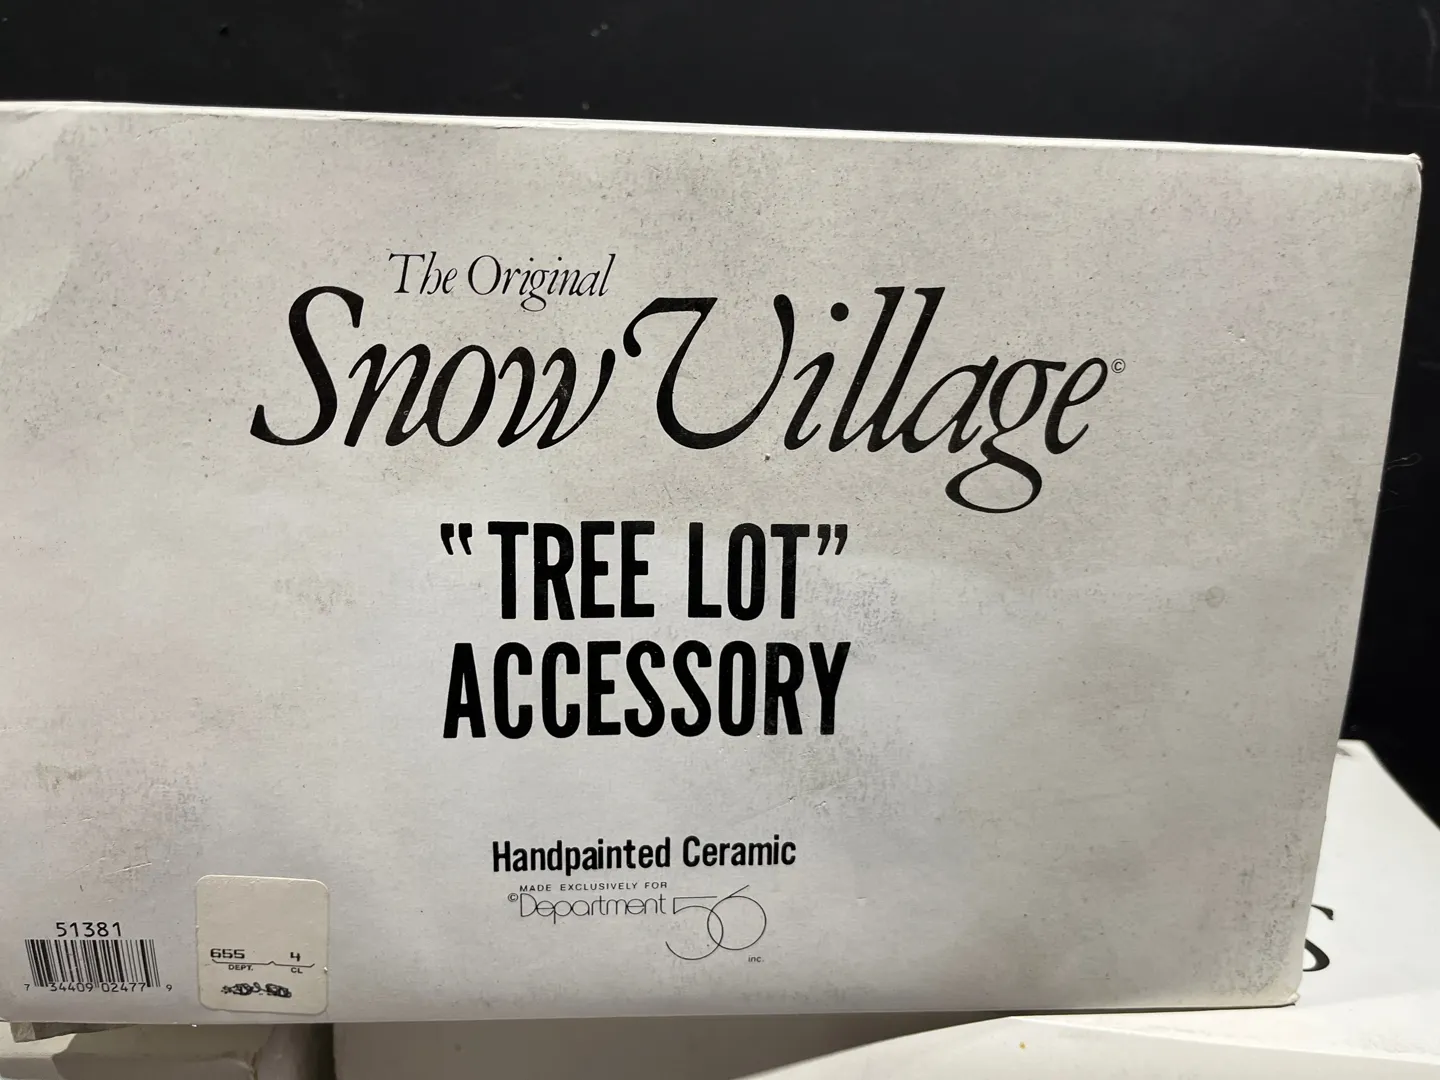 The Original
Snow Village©
“TREE LOT”
ACCESSORY
Handpainted Ceramic
MADE EXCLUSIVELY FOR
©Department 56
inc.
51381
7 34409 02477 9
655 4
DEPT. CL